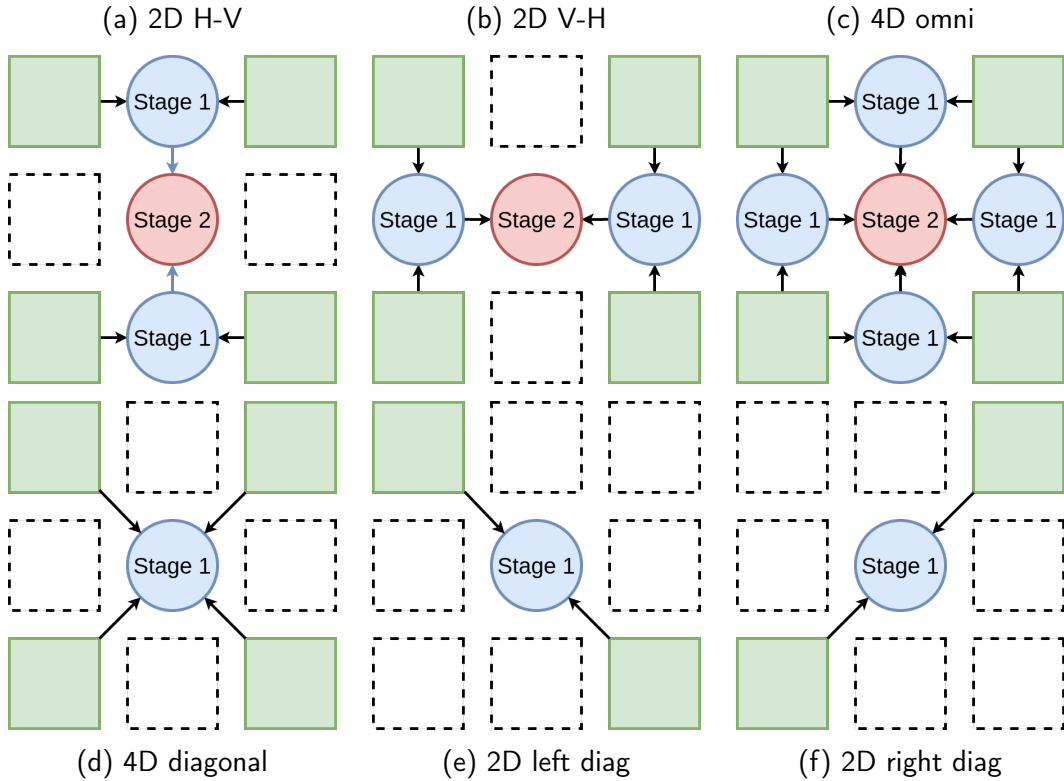 (a) 2D H-V
(b) 2D V-H
(c) 4D omni
Stage 1
Stage 1
Stage 2
Stage 1
Stage 2
Stage 1
Stage 1
Stage 2
Stage 1
Stage 1
Stage 1
Stage 1
Stage 1
Stage 1
(d) 4D diagonal
(e) 2D left diag
(f) 2D right diag